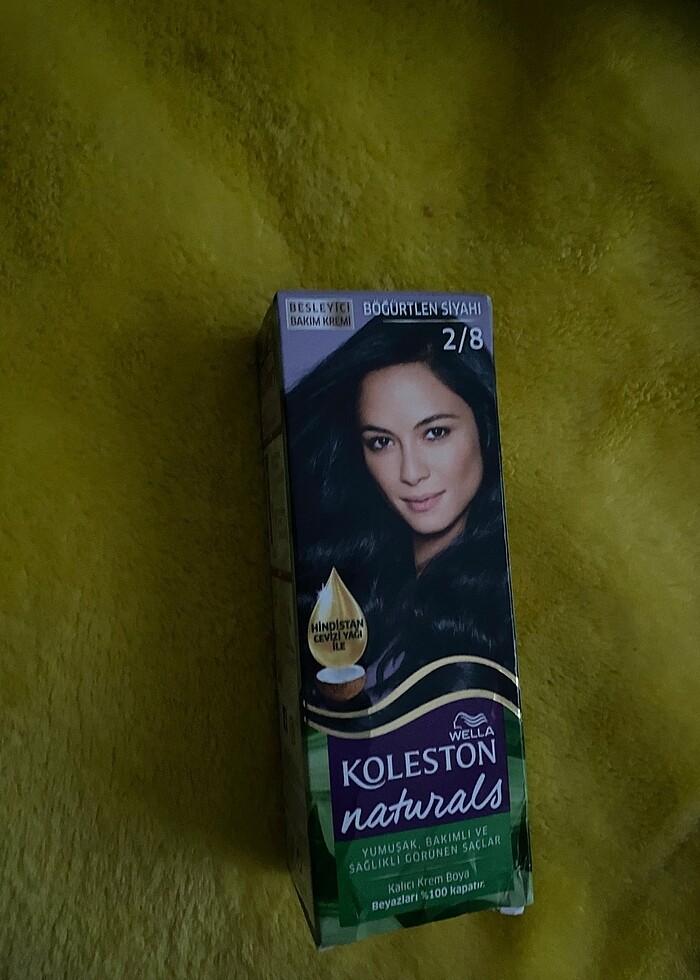 BESLEYİCİ
BAKIM KREMİ
BÖĞÜRTLEN SİYAHI
2/8
HİNDİSTAN
CEVİZİ YAĞI
İLE
WELLA
KOLESTON
naturals
YUMUŞAK, BAKIMLI VE
SAĞLIKLI GÖRÜNEN SAÇLAR
Kalıcı Krem Boya
Beyazları %100 kapatır.